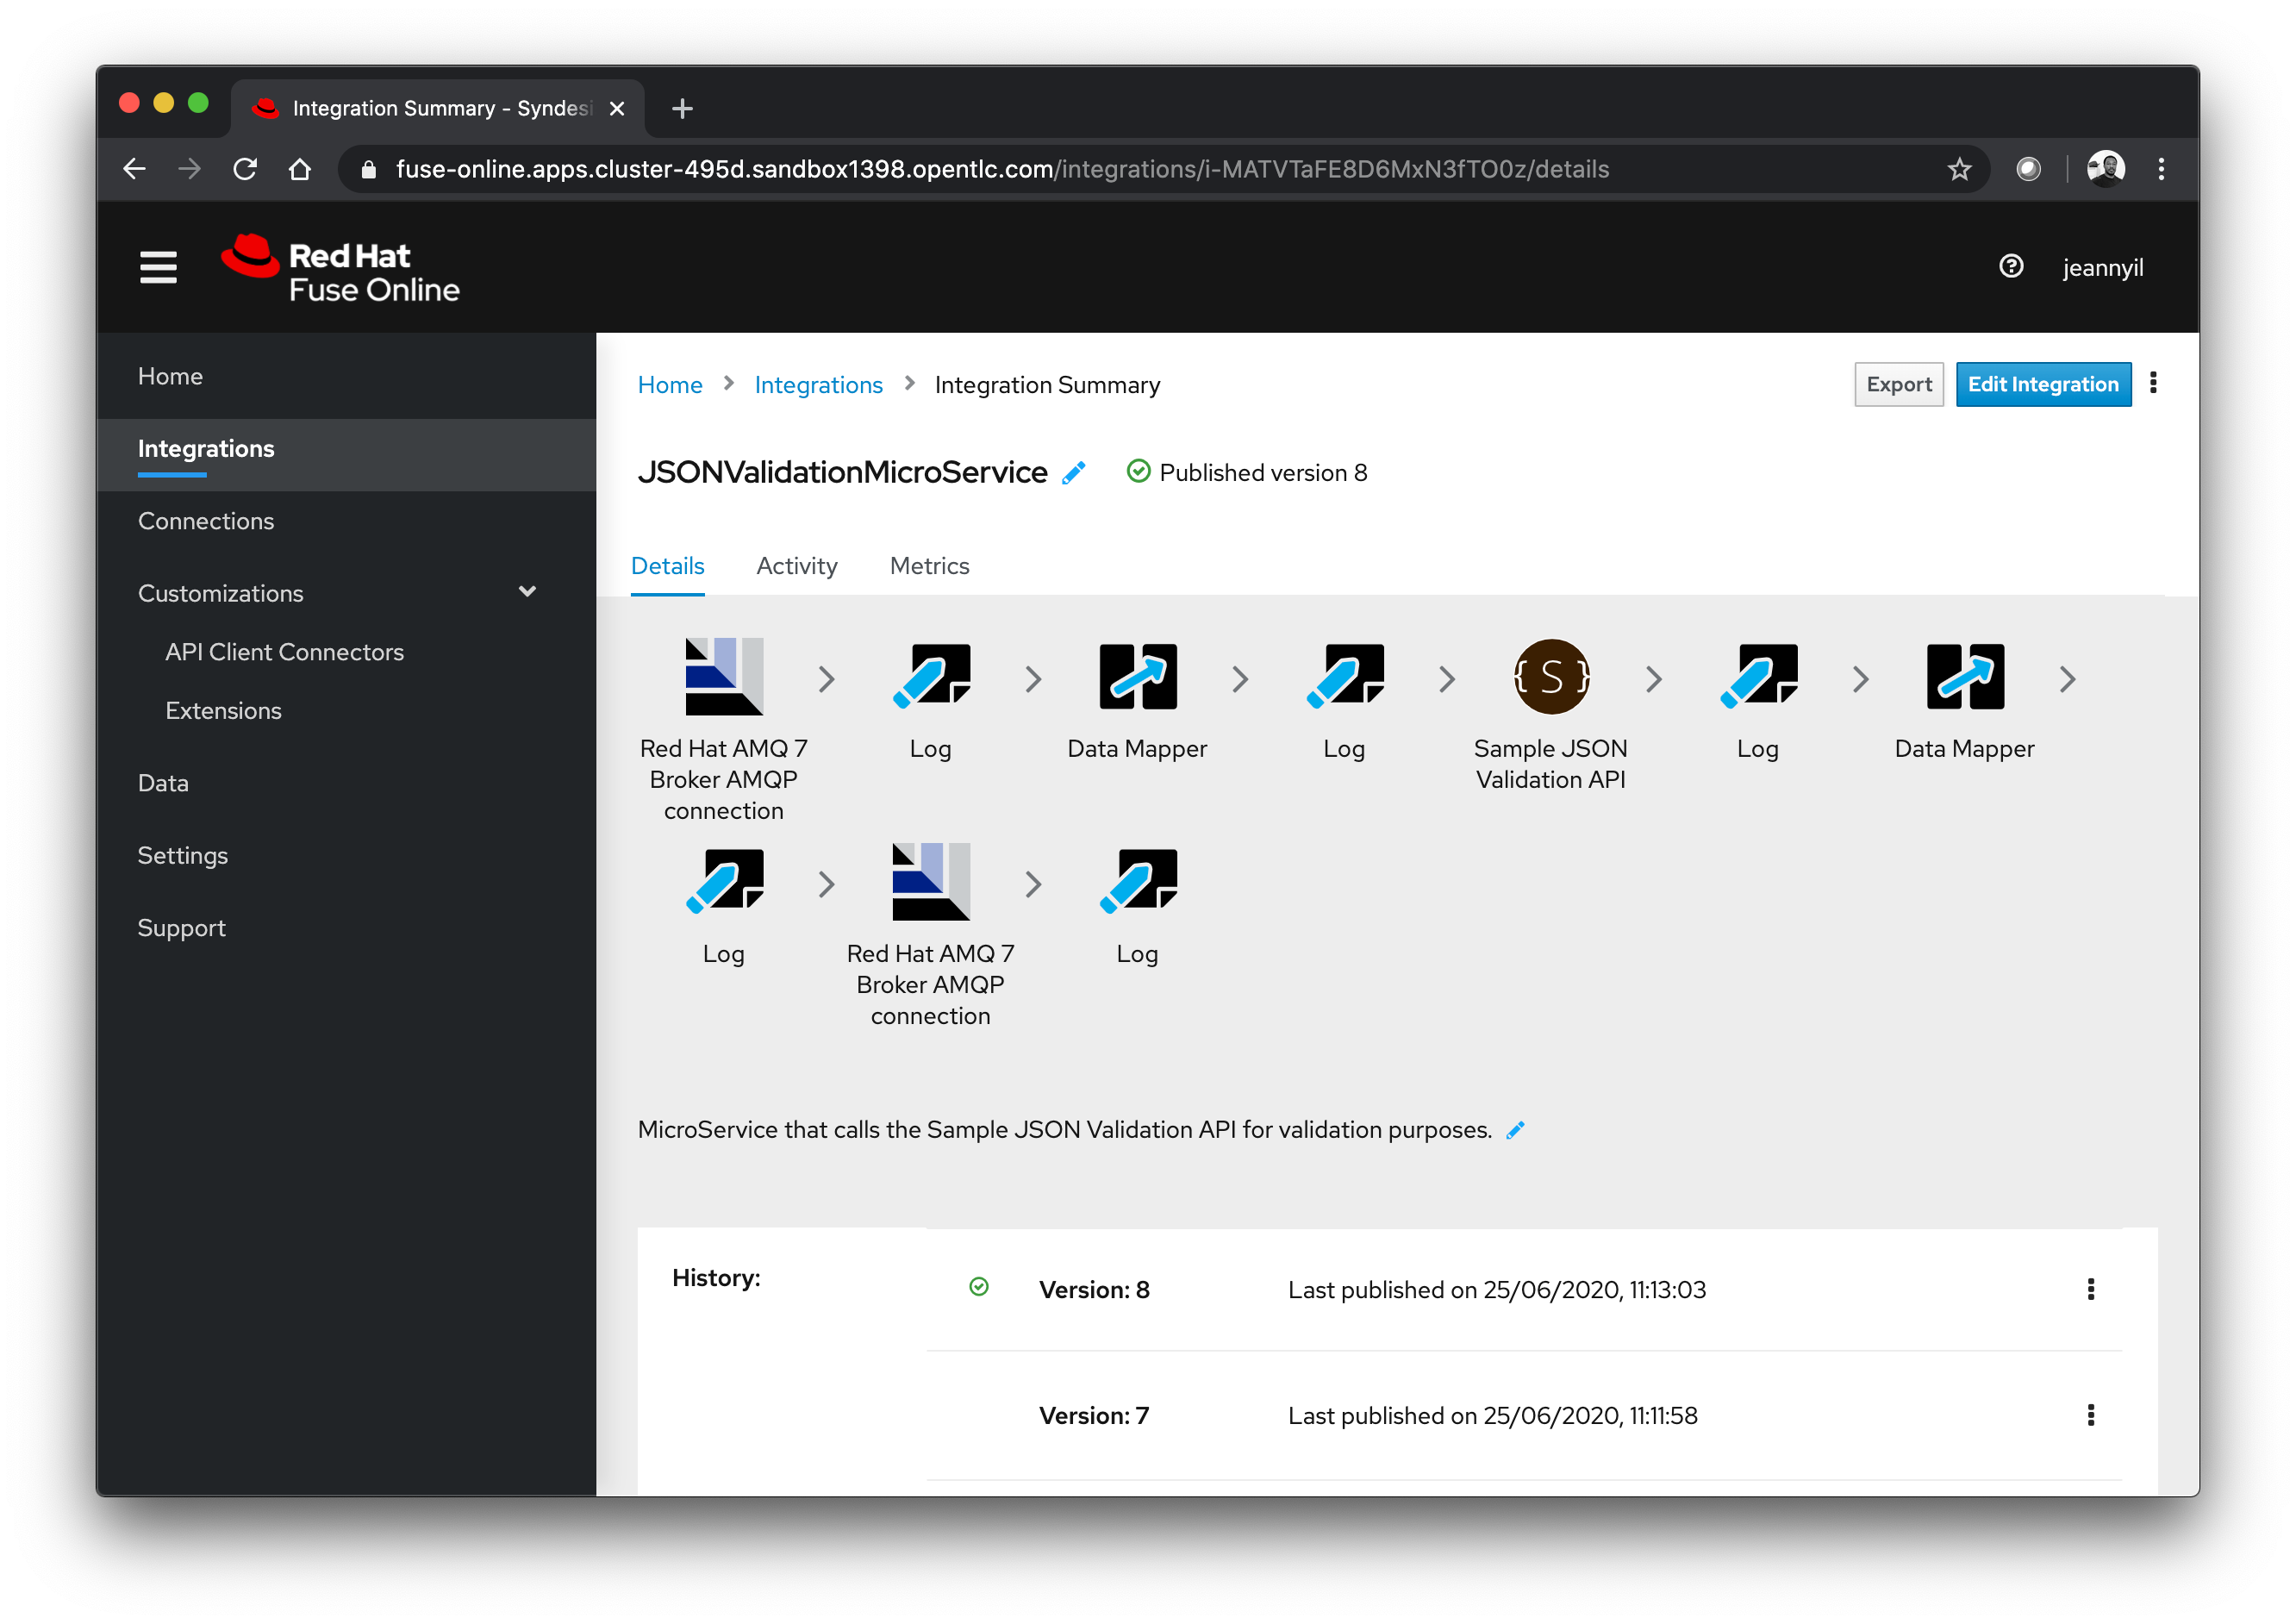 Integration Summary - Syndesi
fuse-online.apps.cluster-495d.sandbox1398.opentlc.com/integrations/i-MATVTaFE8D6MxN3fTO0z/details
Red Hat
Fuse Online
jeannyil
Home
Integrations
Connections
Customizations
API Client Connectors
Extensions
Data
Settings
Support
Home > Integrations > Integration Summary
Export
Edit Integration
JSONValidationMicroService
Published version 8
Details
Activity
Metrics
Red Hat AMQ 7
Broker AMQP
connection
Log
Data Mapper
Log
{S}
Sample JSON
Validation API
Log
Data Mapper
Log
Red Hat AMQ 7
Broker AMQP
connection
Log
MicroService that calls the Sample JSON Validation API for validation purposes.
History:
Version: 8
Last published on 25/06/2020, 11:13:03
Version: 7
Last published on 25/06/2020, 11:11:58